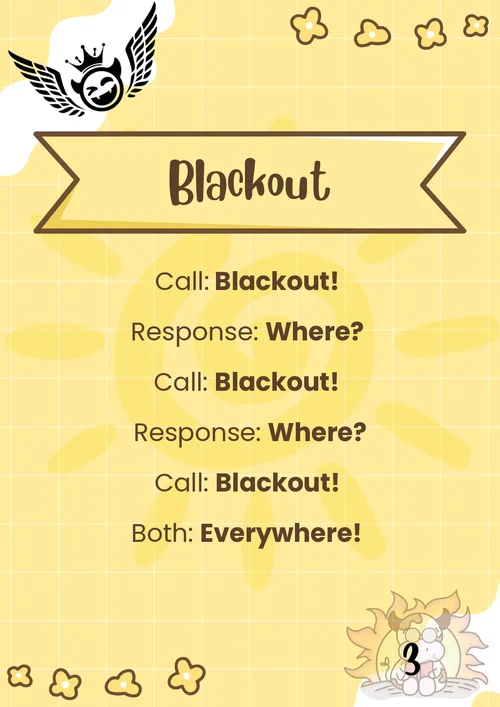 Blackout
Call: Blackout!
Response: Where?
Call: Blackout!
Response: Where?
Call: Blackout!
Both: Everywhere!
3